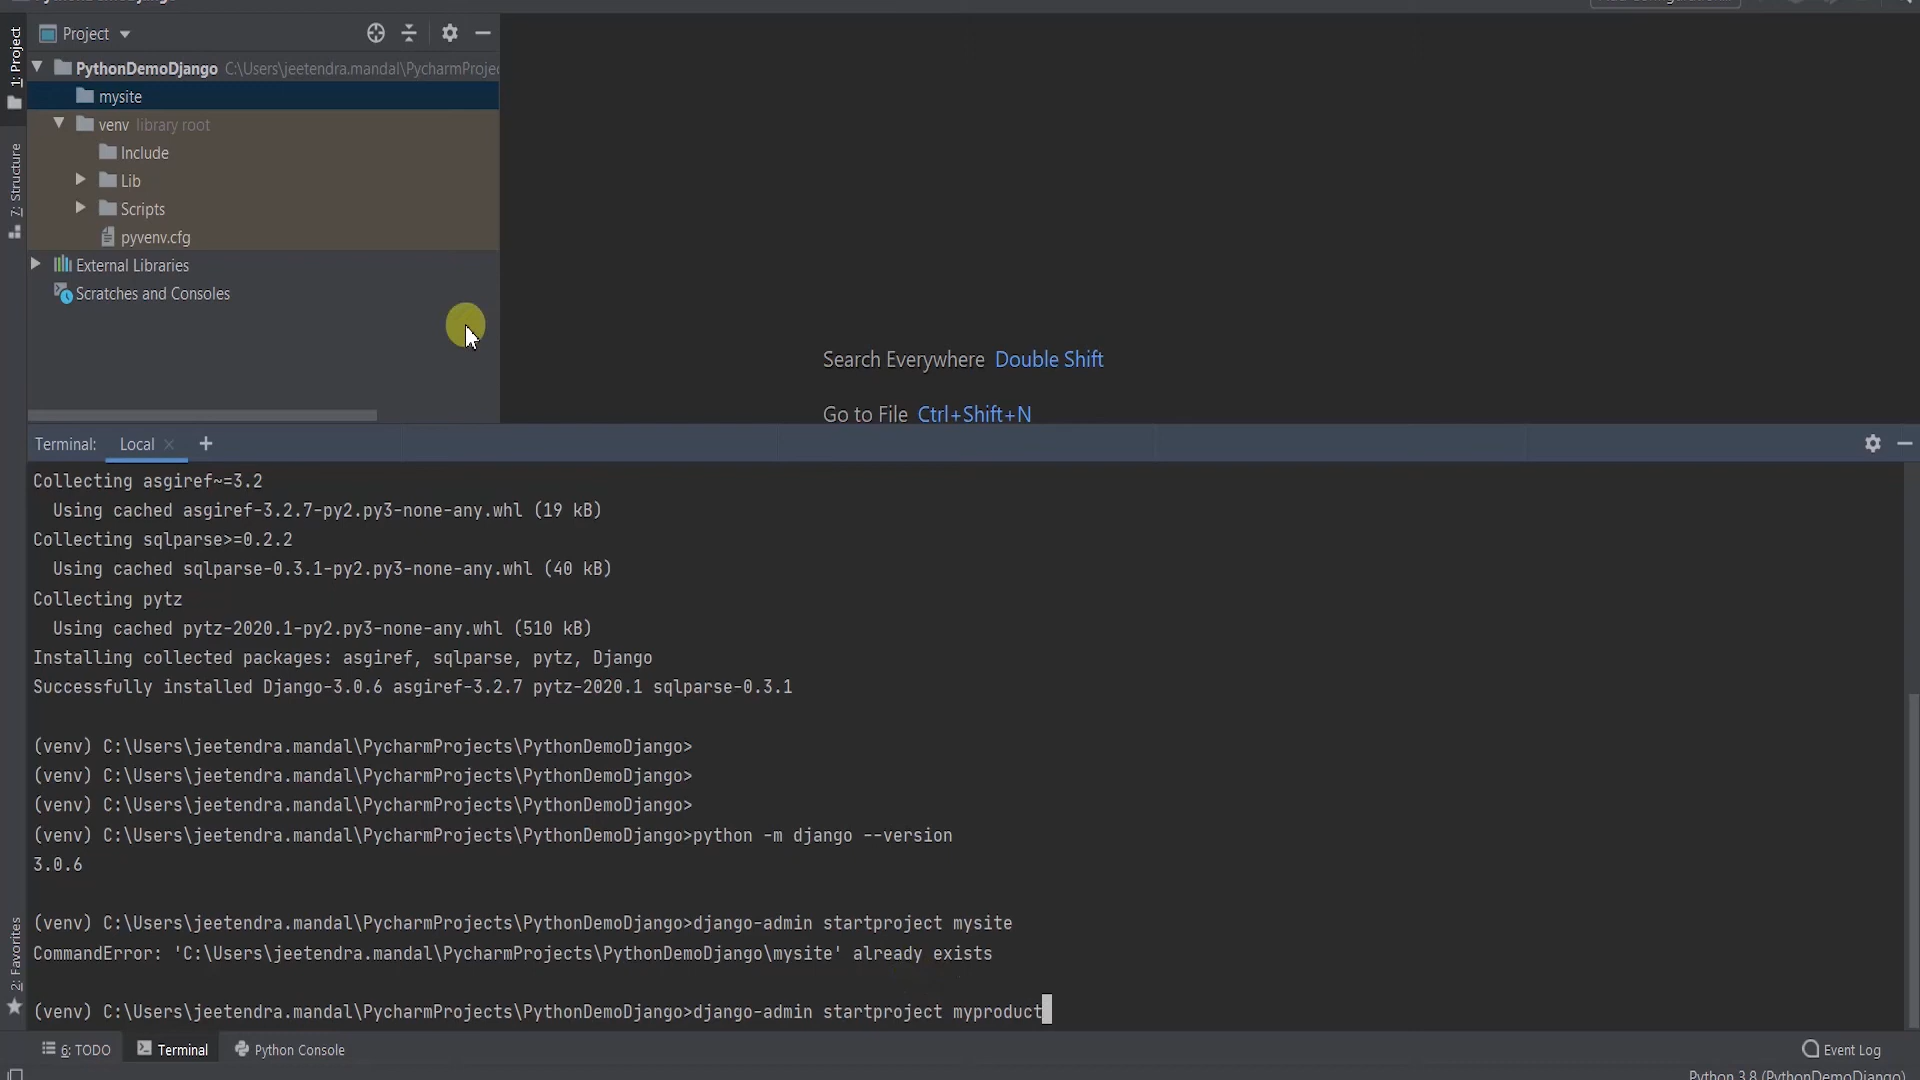 Project
PythonDemoDjango C:\Users\jeetendra.mandal\PycharmProjec
mysite
venv library root
Include
Lib
Scripts
pyvenv.cfg
External Libraries
Scratches and Consoles
1: Project
7: Structure
2: Favorites
Search Everywhere Double Shift
Go to File Ctrl+Shift+N
Terminal: Local × +
Collecting asgiref~=3.2
Using cached asgiref-3.2.7-py2.py3-none-any.whl (19 kB)
Collecting sqlparse>=0.2.2
Using cached sqlparse-0.3.1-py2.py3-none-any.whl (40 kB)
Collecting pytz
Using cached pytz-2020.1-py2.py3-none-any.whl (510 kB)
Installing collected packages: asgiref, sqlparse, pytz, Django
Successfully installed Django-3.0.6 asgiref-3.2.7 pytz-2020.1 sqlparse-0.3.1
(venv) C:\Users\jeetendra.mandal\PycharmProjects\PythonDemoDjango>
(venv) C:\Users\jeetendra.mandal\PycharmProjects\PythonDemoDjango>
(venv) C:\Users\jeetendra.mandal\PycharmProjects\PythonDemoDjango>
(venv) C:\Users\jeetendra.mandal\PycharmProjects\PythonDemoDjango>python -m django --version
3.0.6
(venv) C:\Users\jeetendra.mandal\PycharmProjects\PythonDemoDjango>django-admin startproject mysite
CommandError: 'C:\Users\jeetendra.mandal\PycharmProjects\PythonDemoDjango\mysite' already exists
(venv) C:\Users\jeetendra.mandal\PycharmProjects\PythonDemoDjango>django-admin startproject myproduct
6: TODO Terminal Python Console Event Log
Python 3.8 (PythonDemoDjango)